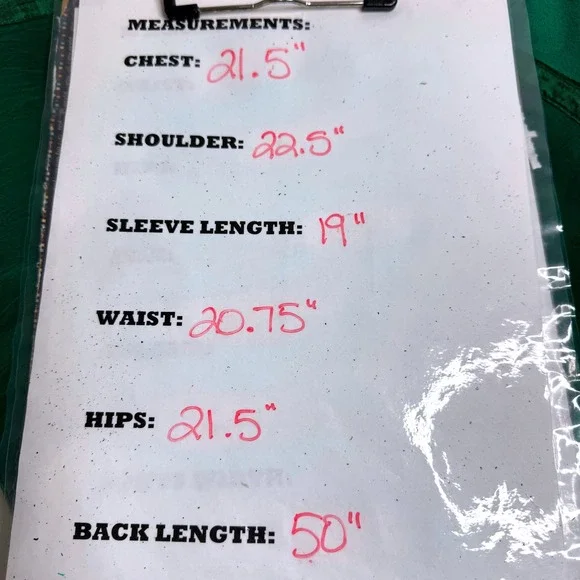 MEASUREMENTS:
CHEST: 21.5"
SHOULDER: 22.5"
SLEEVE LENGTH: 19"
WAIST: 20.75"
HIPS: 21.5"
BACK LENGTH: 50"